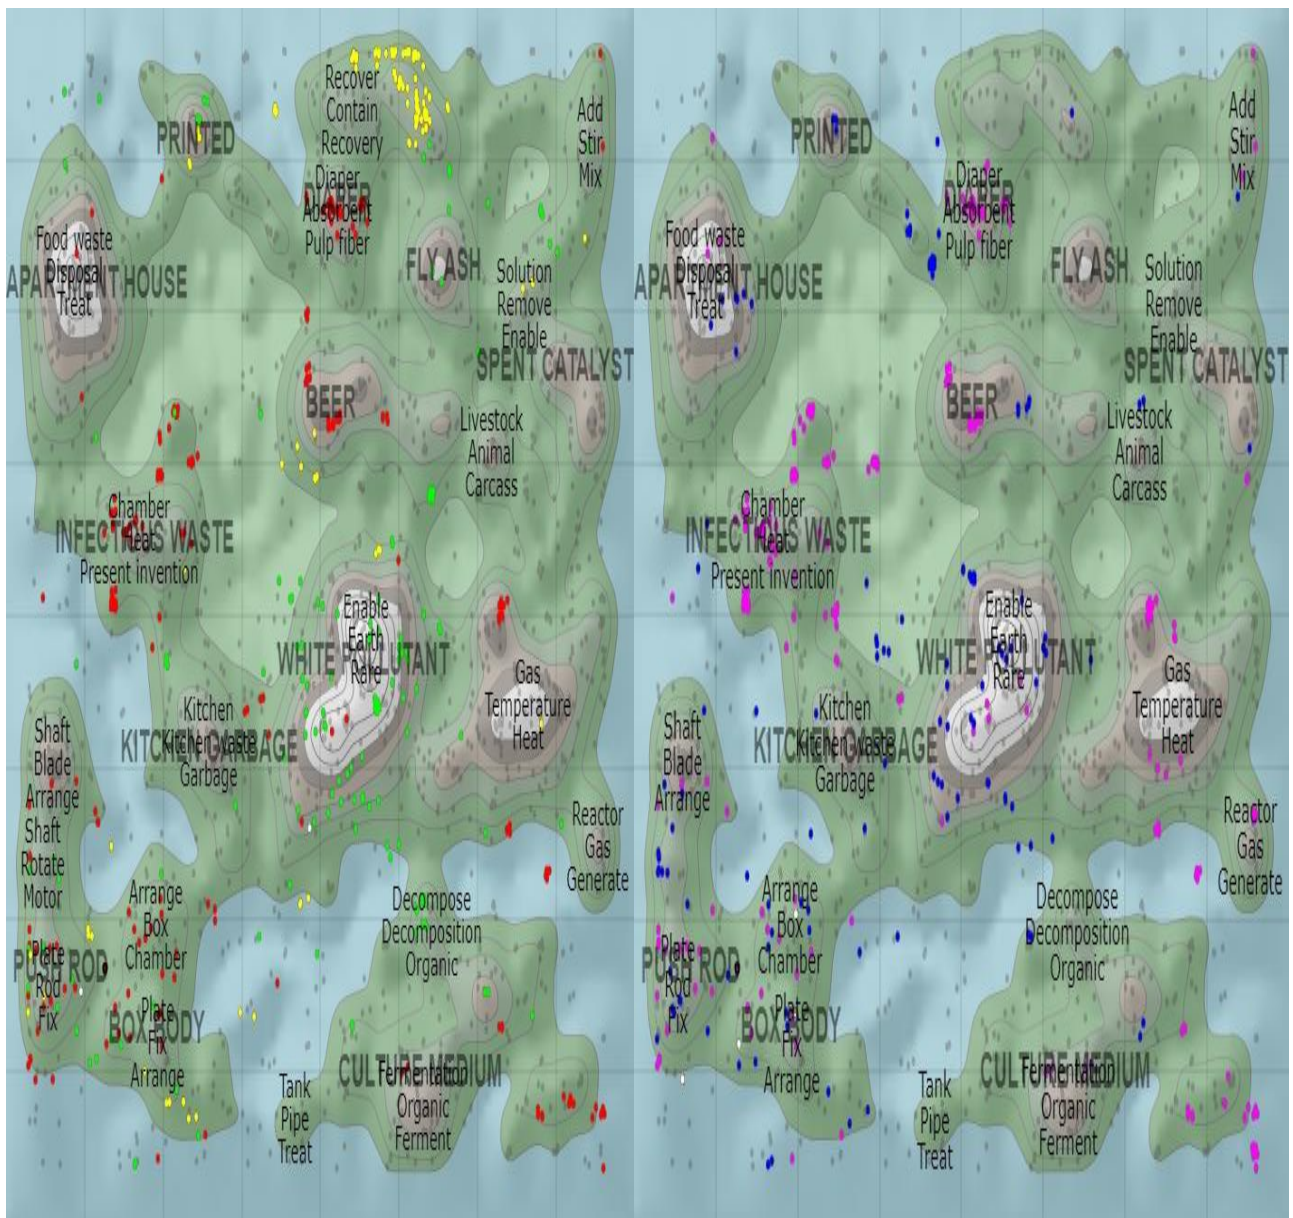 Recover
Contain
Recovery
PRINTED
Add
Stir
Mix
Diaper
Absorbent
Pulp fiber
Food waste
Disposal
Treat
HOUSE
FLY ASH
Solution
Remove
Enable
SPENT CATALYST
BEER
Livestock
Animal
Carcass
Chamber
Heat
INFECTIOUS WASTE
Present invention
Enable
Earth
Rare
WHITE POLLUTANT
Gas
Temperature
Heat
Kitchen
Kitchen waste
Garbage
KITCHEN GARBAGE
Shaft
Blade
Arrange
Shaft
Rotate
Motor
Reactor
Gas
Generate
Arrange
Box
Chamber
Decompose
Decomposition
Organic
Plate
Rod
Fix
PUSH ROD
Plate
Fix
Arrange
BOX BODY
CULTURE MEDIUM
Fermentation
Organic
Ferment
Tank
Pipe
Treat
PRINTED
Add
Stir
Mix
Diaper
Absorbent
Pulp fiber
Food waste
Disposal
Treat
HOUSE
FLY ASH
Solution
Remove
Enable
SPENT CATALYST
BEER
Livestock
Animal
Carcass
Chamber
Heat
INFECTIOUS WASTE
Present invention
Enable
Earth
Rare
WHITE POLLUTANT
Gas
Temperature
Heat
Kitchen
Kitchen waste
Garbage
KITCHEN GARBAGE
Shaft
Blade
Arrange
Reactor
Gas
Generate
Arrange
Box
Chamber
Decompose
Decomposition
Organic
Plate
Rod
Fix
PUSH ROD
Plate
Fix
Arrange
BOX BODY
CULTURE MEDIUM
Fermentation
Organic
Ferment
Tank
Pipe
Treat